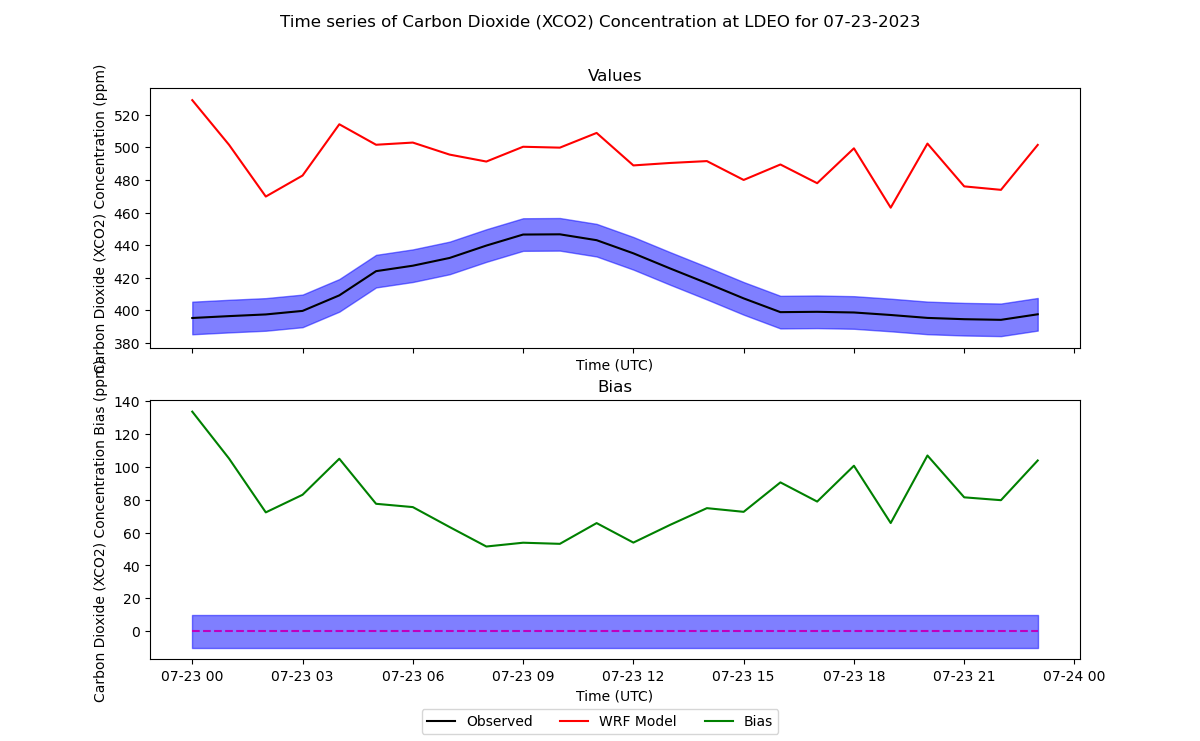 Time series of Carbon Dioxide (XCO2) Concentration at LDEO for 07-23-2023
Values
Carbon Dioxide (XCO2) Concentration (ppm)
520
500
480
460
440
420
400
380
Time (UTC)
Bias
Carbon Dioxide (XCO2) Concentration Bias (ppm)
140
120
100
80
60
40
20
0
07-23 00 07-23 03 07-23 06 07-23 09 07-23 12 07-23 15 07-23 18 07-23 21 07-24 00
Time (UTC)
Observed WRF Model Bias